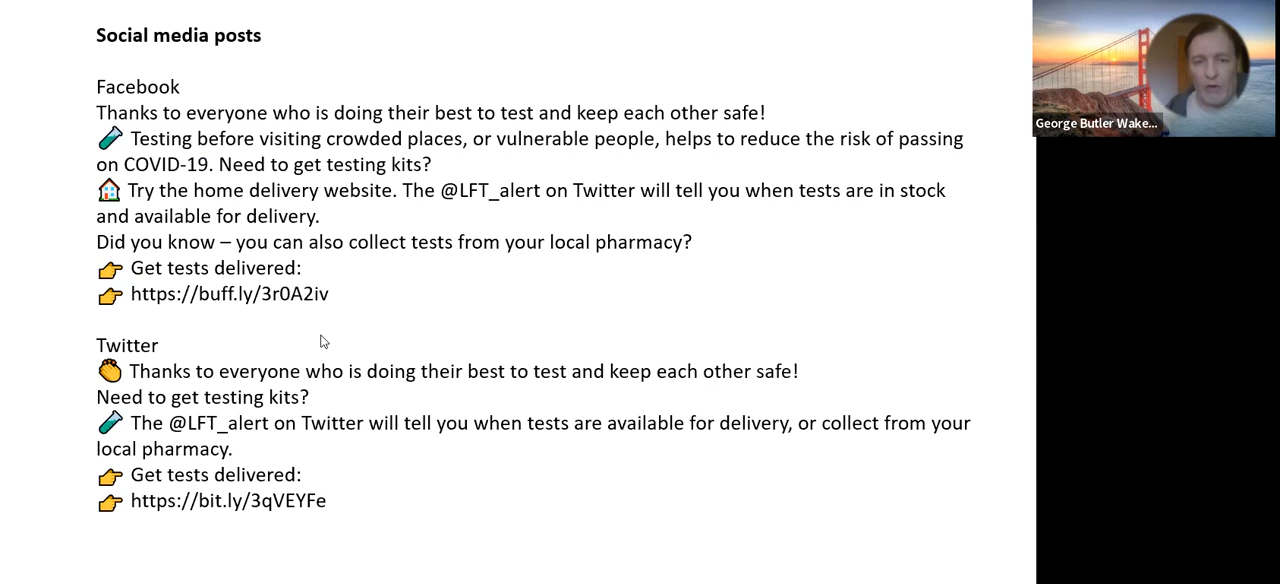 Social media posts
Facebook
Thanks to everyone who is doing their best to test and keep each other safe!
🧪 Testing before visiting crowded places, or vulnerable people, helps to reduce the risk of passing
on COVID-19. Need to get testing kits?
🏠 Try the home delivery website. The @LFT_alert on Twitter will tell you when tests are in stock
and available for delivery.
Did you know – you can also collect tests from your local pharmacy?
👉 Get tests delivered:
👉 https://buff.ly/3r0A2iv
Twitter
👏 Thanks to everyone who is doing their best to test and keep each other safe!
Need to get testing kits?
🧪 The @LFT_alert on Twitter will tell you when tests are available for delivery, or collect from your
local pharmacy.
👉 Get tests delivered:
👉 https://bit.ly/3qVEYFe
George Butler Wake...